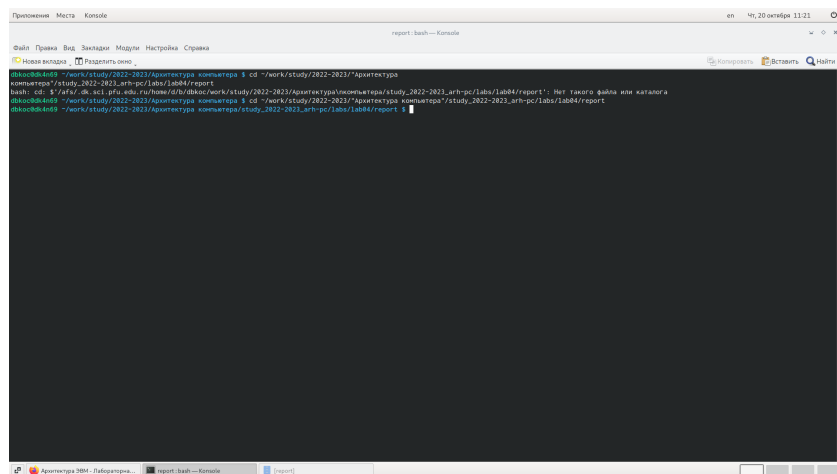 Приложения Места Konsole en Чт, 20 октября 11:21
report : bash — Konsole
Файл Правка Вид Закладки Модули Настройка Справка
Новая вкладка Разделить окно Копировать Вставить Найти
dbkoc@dk4n69 ~/work/study/2022-2023/Архитектура компьютера $ cd ~/work/study/2022-2023/"Архитектура
компьютера"/study_2022-2023_arh-pc/labs/lab04/report
bash: cd: $'/afs/.dk.sci.pfu.edu.ru/home/d/b/dbkoc/work/study/2022-2023/Архитектура\nкомпьютера/study_2022-2023_arh-pc/labs/lab04/report': Нет такого файла или каталога
dbkoc@dk4n69 ~/work/study/2022-2023/Архитектура компьютера $ cd ~/work/study/2022-2023/"Архитектура компьютера"/study_2022-2023_arh-pc/labs/lab04/report
dbkoc@dk4n69 ~/work/study/2022-2023/Архитектура компьютера/study_2022-2023_arh-pc/labs/lab04/report $
Архитектура ЭВМ - Лабораторна... report : bash — Konsole [report]